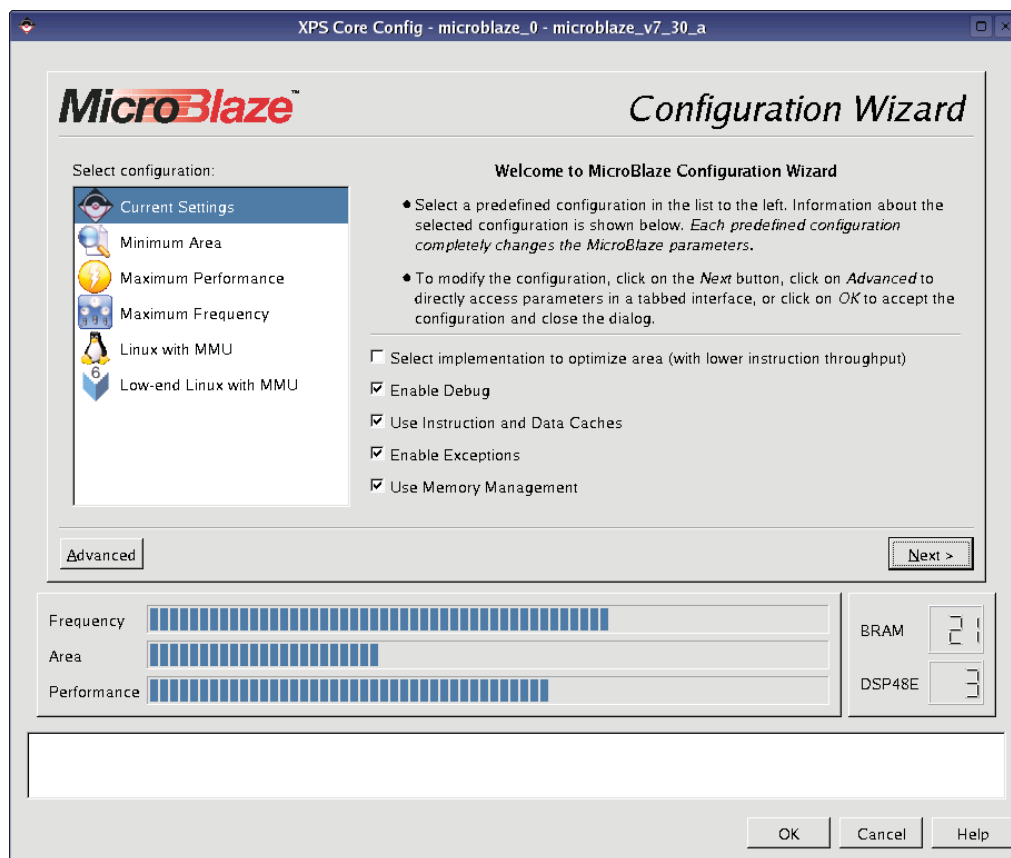 XPS Core Config - microblaze_0 - microblaze_v7_30_a
MicroBlaze™
Configuration Wizard
Select configuration:
Current Settings
Minimum Area
Maximum Performance
Maximum Frequency
Linux with MMU
6
Low-end Linux with MMU
Welcome to MicroBlaze Configuration Wizard
Select a predefined configuration in the list to the left. Information about the
selected configuration is shown below. Each predefined configuration
completely changes the MicroBlaze parameters.
To modify the configuration, click on the Next button, click on Advanced to
directly access parameters in a tabbed interface, or click on OK to accept the
configuration and close the dialog.
Select implementation to optimize area (with lower instruction throughput)
Enable Debug
Use Instruction and Data Caches
Enable Exceptions
Use Memory Management
Advanced
Next >
Frequency
Area
Performance
BRAM
21
DSP48E
3
OK
Cancel
Help